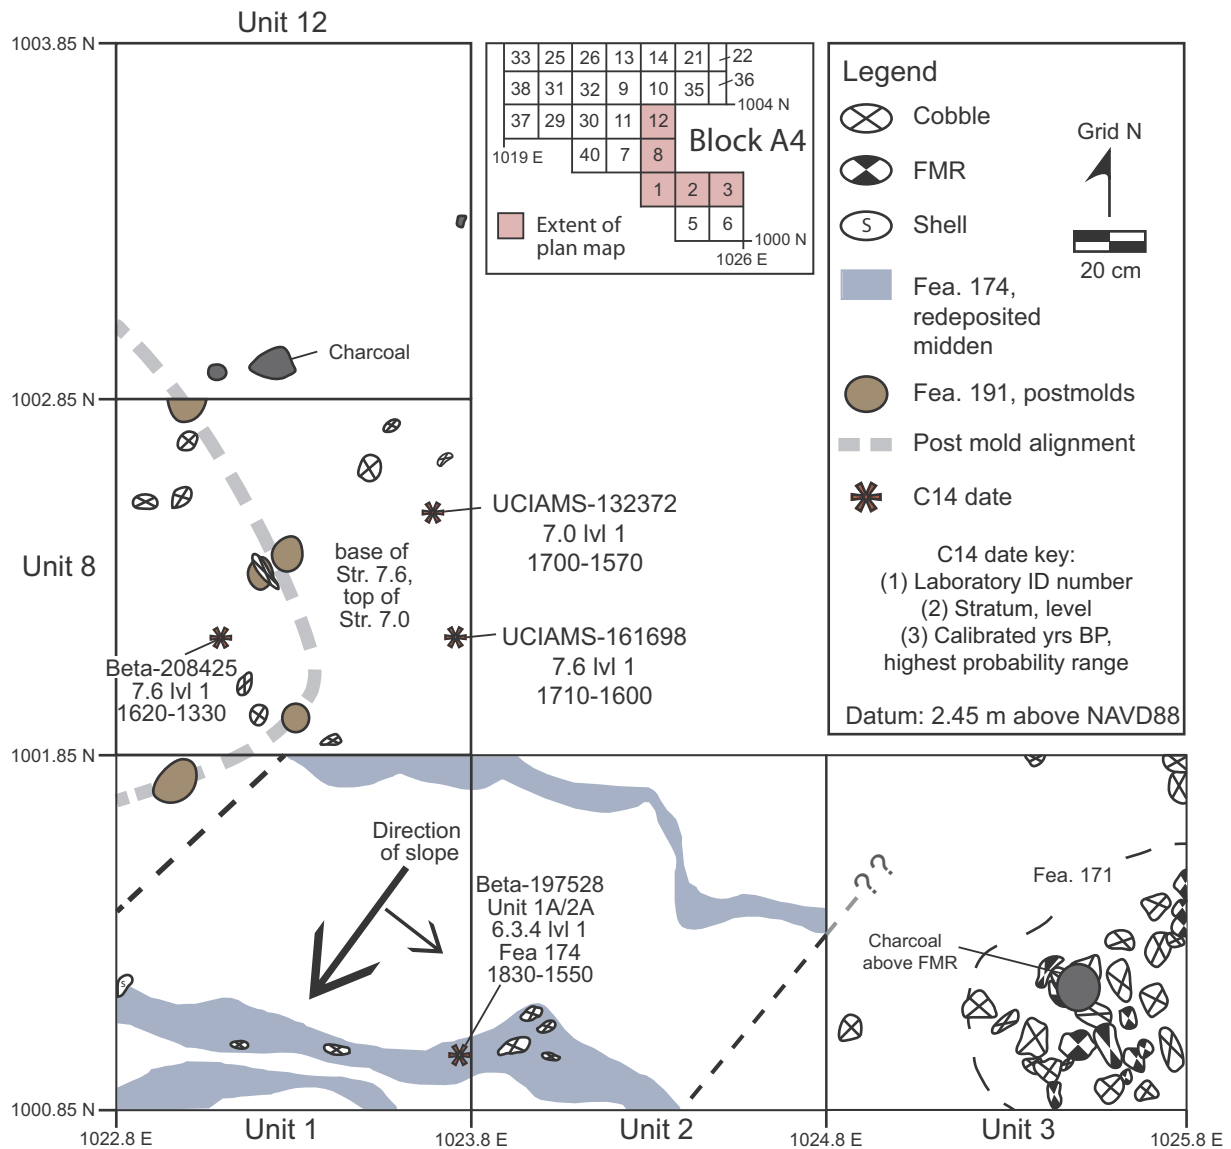 Unit 12
1003.85 N
33 25 26 13 14 21 22
38 31 32 9 10 35 36
1004 N
37 29 30 11 12
Block A4
1019 E
40 7 8
1 2 3
5 6
1000 N
1026 E
Extent of
plan map
Legend
Cobble
FMR
S Shell
Fea. 174,
redeposited
midden
Fea. 191, postmolds
Post mold alignment
C14 date
Grid N
20 cm
C14 date key:
(1) Laboratory ID number
(2) Stratum, level
(3) Calibrated yrs BP,
highest probability range
Datum: 2.45 m above NAVD88
Charcoal
1002.85 N
UCIAMS-132372
7.0 lvl 1
1700-1570
Unit 8
base of
Str. 7.6,
top of
Str. 7.0
UCIAMS-161698
7.6 lvl 1
1710-1600
Beta-208425
7.6 lvl 1
1620-1330
1001.85 N
Direction
of slope
Beta-197528
Unit 1A/2A
6.3.4 lvl 1
Fea 174
1830-1550
? ?
Fea. 171
Charcoal
above FMR
S
1000.85 N
1022.8 E
Unit 1
1023.8 E
Unit 2
1024.8 E
Unit 3
1025.8 E